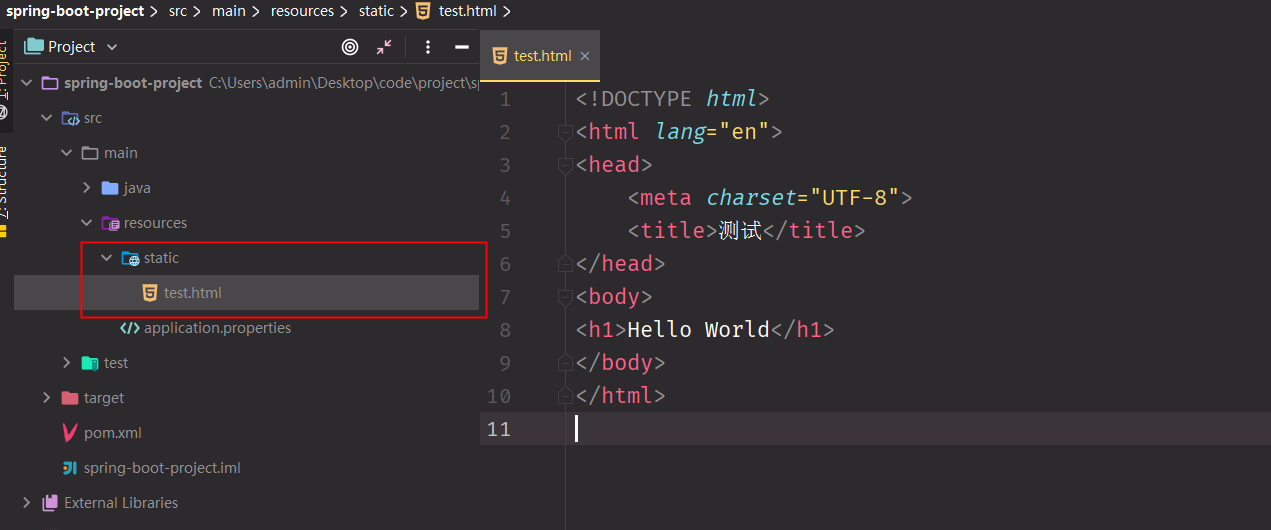 spring-boot-project > src > main > resources > static > test.html >
1: Project
7: Structure
Project
spring-boot-project C:\Users\admin\Desktop\code\project\sp
src
main
java
resources
static
test.html
application.properties
test
target
pom.xml
spring-boot-project.iml
External Libraries
test.html ×
1 <!DOCTYPE html>
2 <html lang="en">
3 <head>
4 <meta charset="UTF-8">
5 <title>测试</title>
6 </head>
7 <body>
8 <h1>Hello World</h1>
9 </body>
10 </html>
11